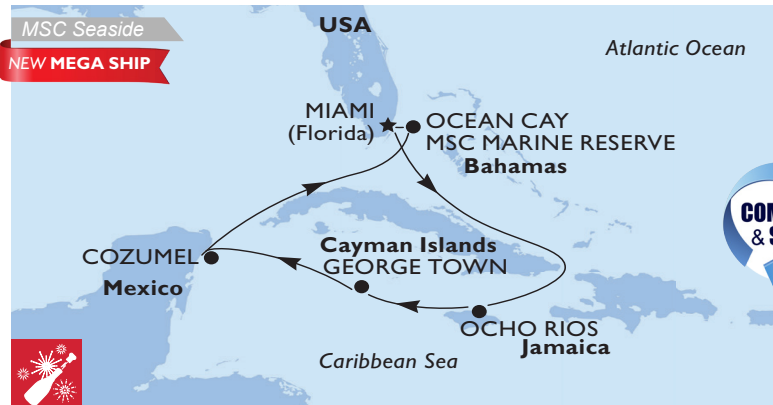 MSC Seaside
NEW MEGA SHIP
USA
Atlantic Ocean
MIAMI
(Florida)
OCEAN CAY
MSC MARINE RESERVE
Bahamas
COZUMEL
Mexico
Cayman Islands
GEORGE TOWN
OCHO RIOS
Jamaica
Caribbean Sea